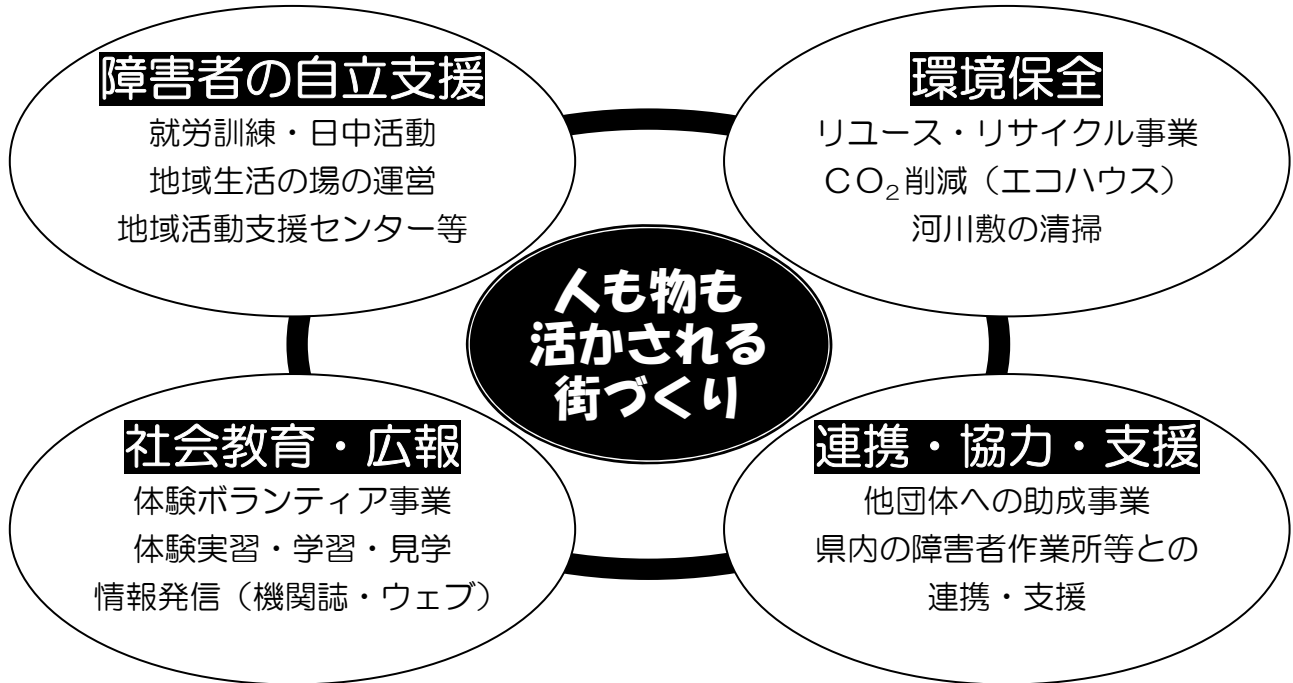 障害者の自立支援
就労訓練・日中活動
地域生活の場の運営
地域活動支援センター等
環境保全
リユース・リサイクル事業
CO₂削減（エコハウス）
河川敷の清掃
人も物も
活かされる
街づくり
社会教育・広報
体験ボランティア事業
体験実習・学習・見学
情報発信（機関誌・ウェブ）
連携・協力・支援
他団体への助成事業
県内の障害者作業所等との
連携・支援